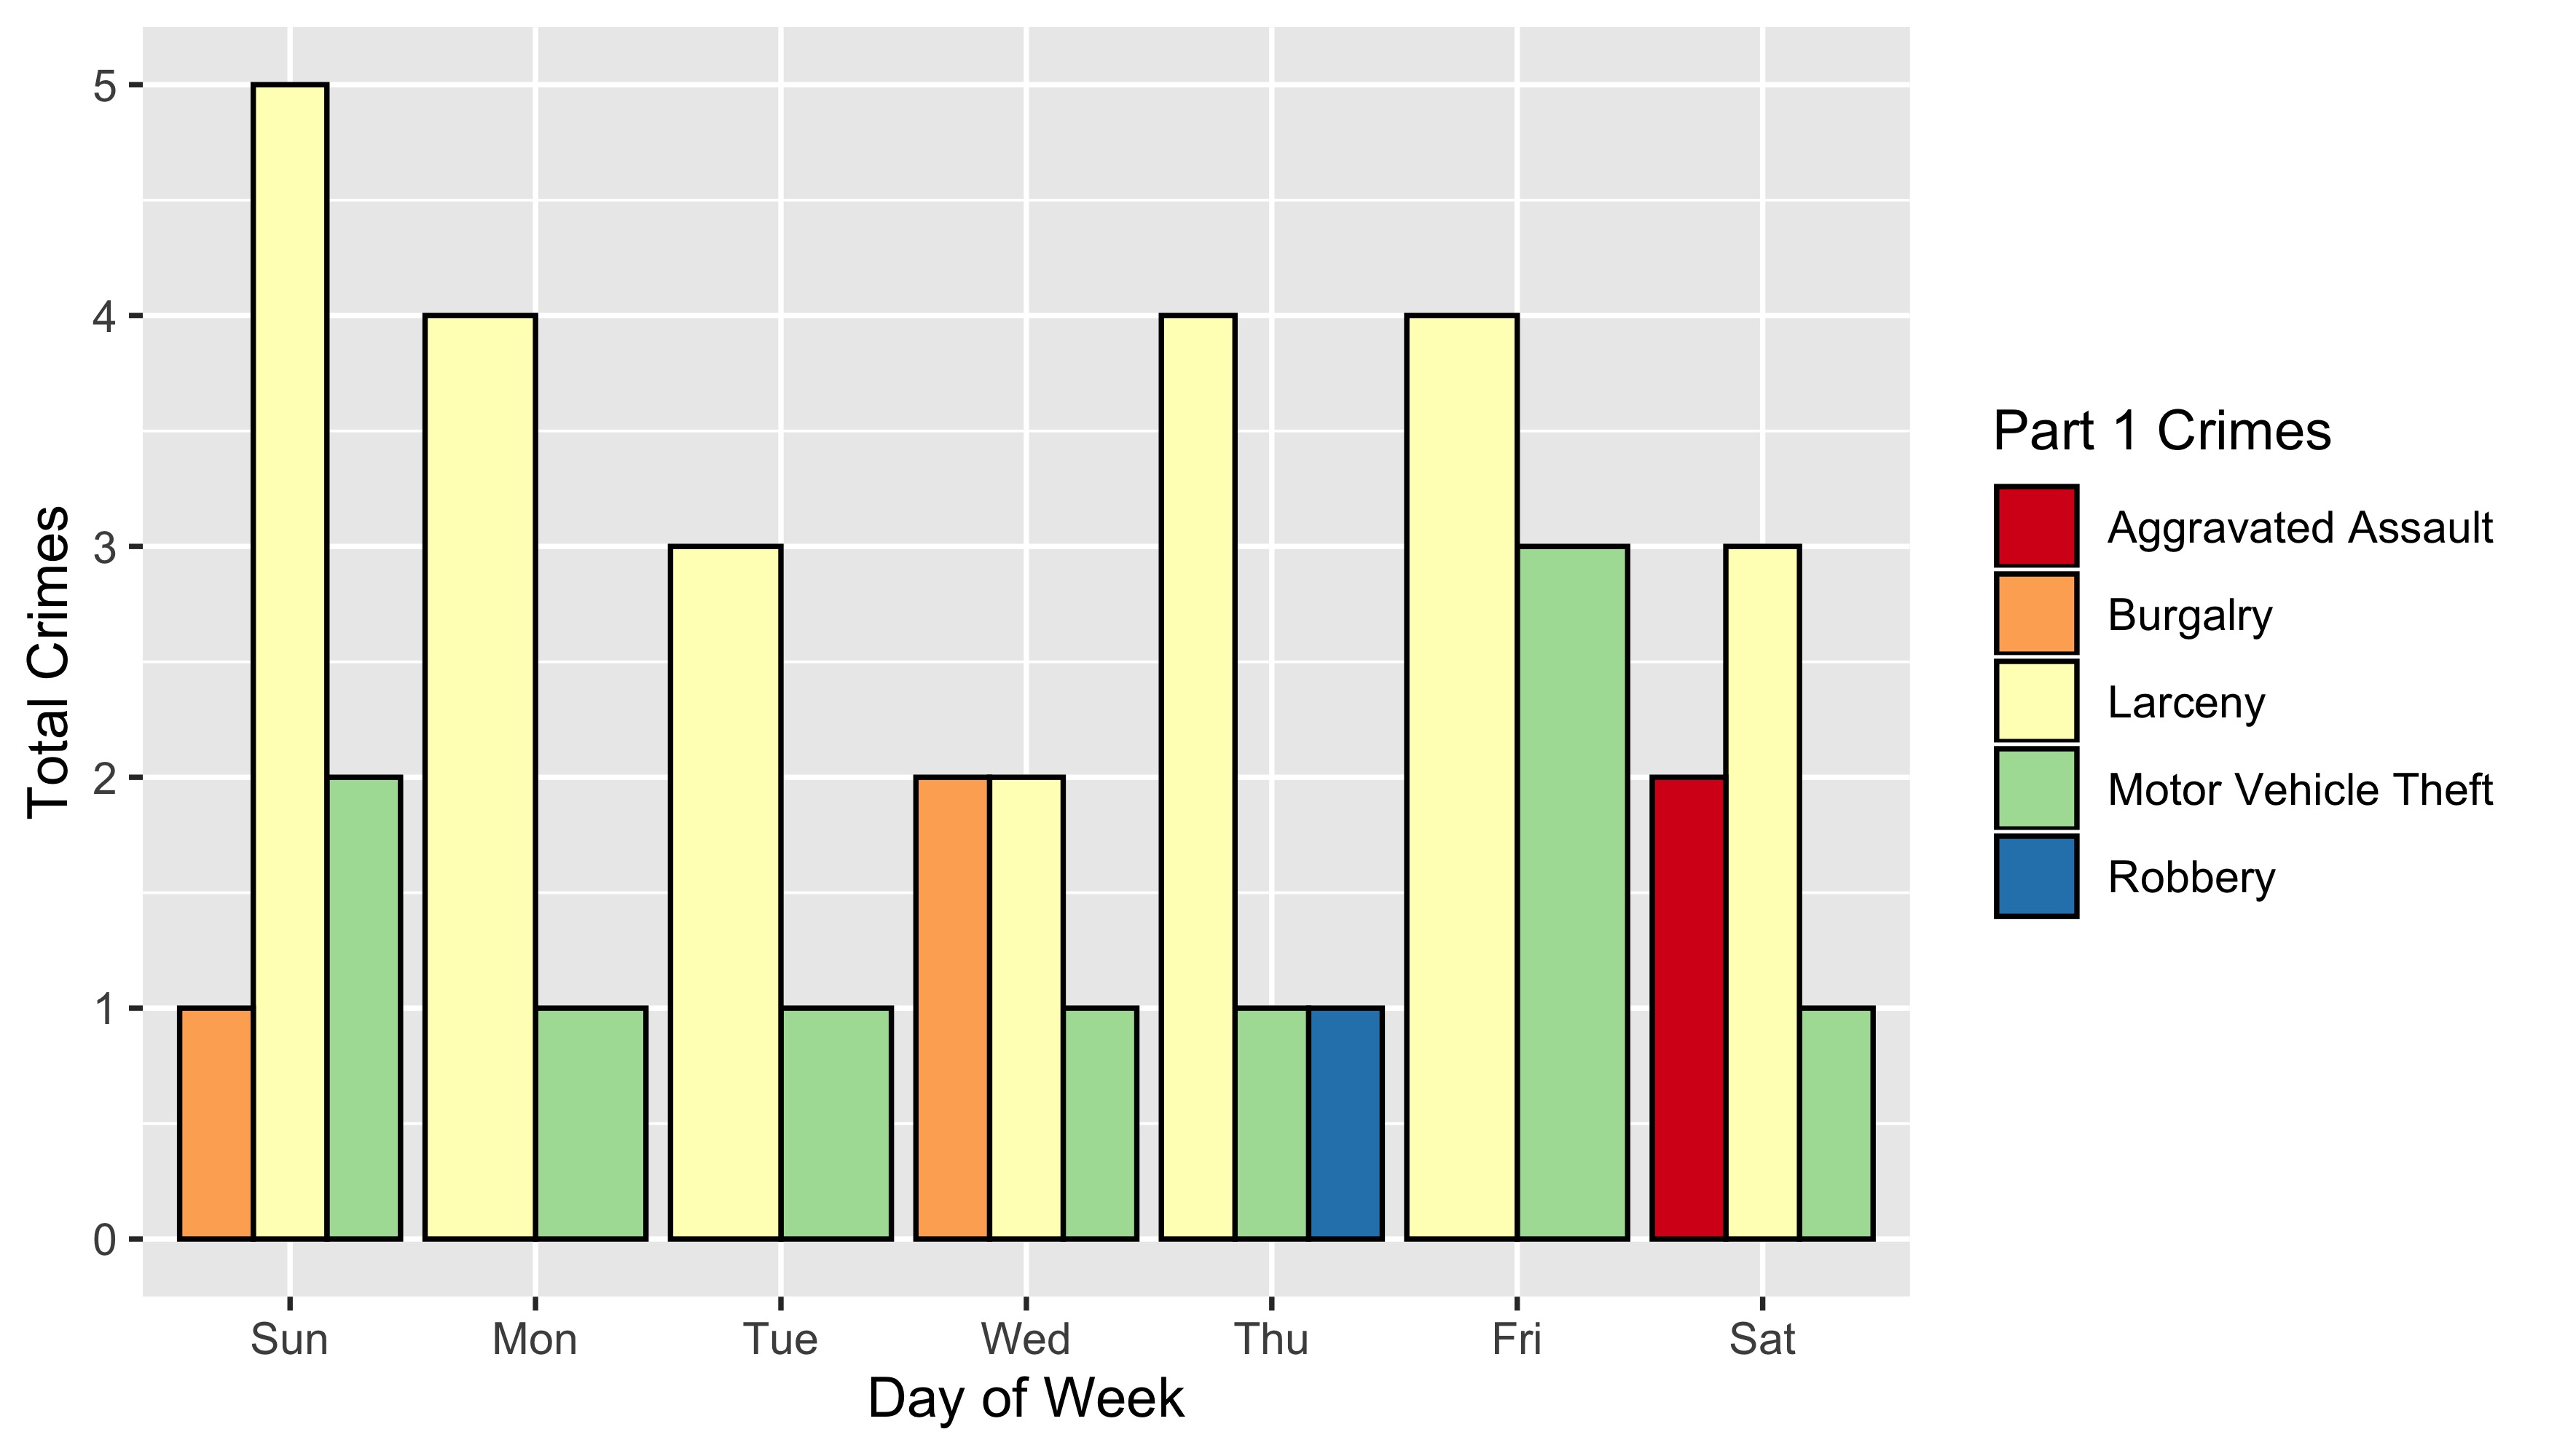 5
4
3
2
1
0
Total Crimes
Sun Mon Tue Wed Thu Fri Sat
Day of Week
Part 1 Crimes
Aggravated Assault
Burgalry
Larceny
Motor Vehicle Theft
Robbery